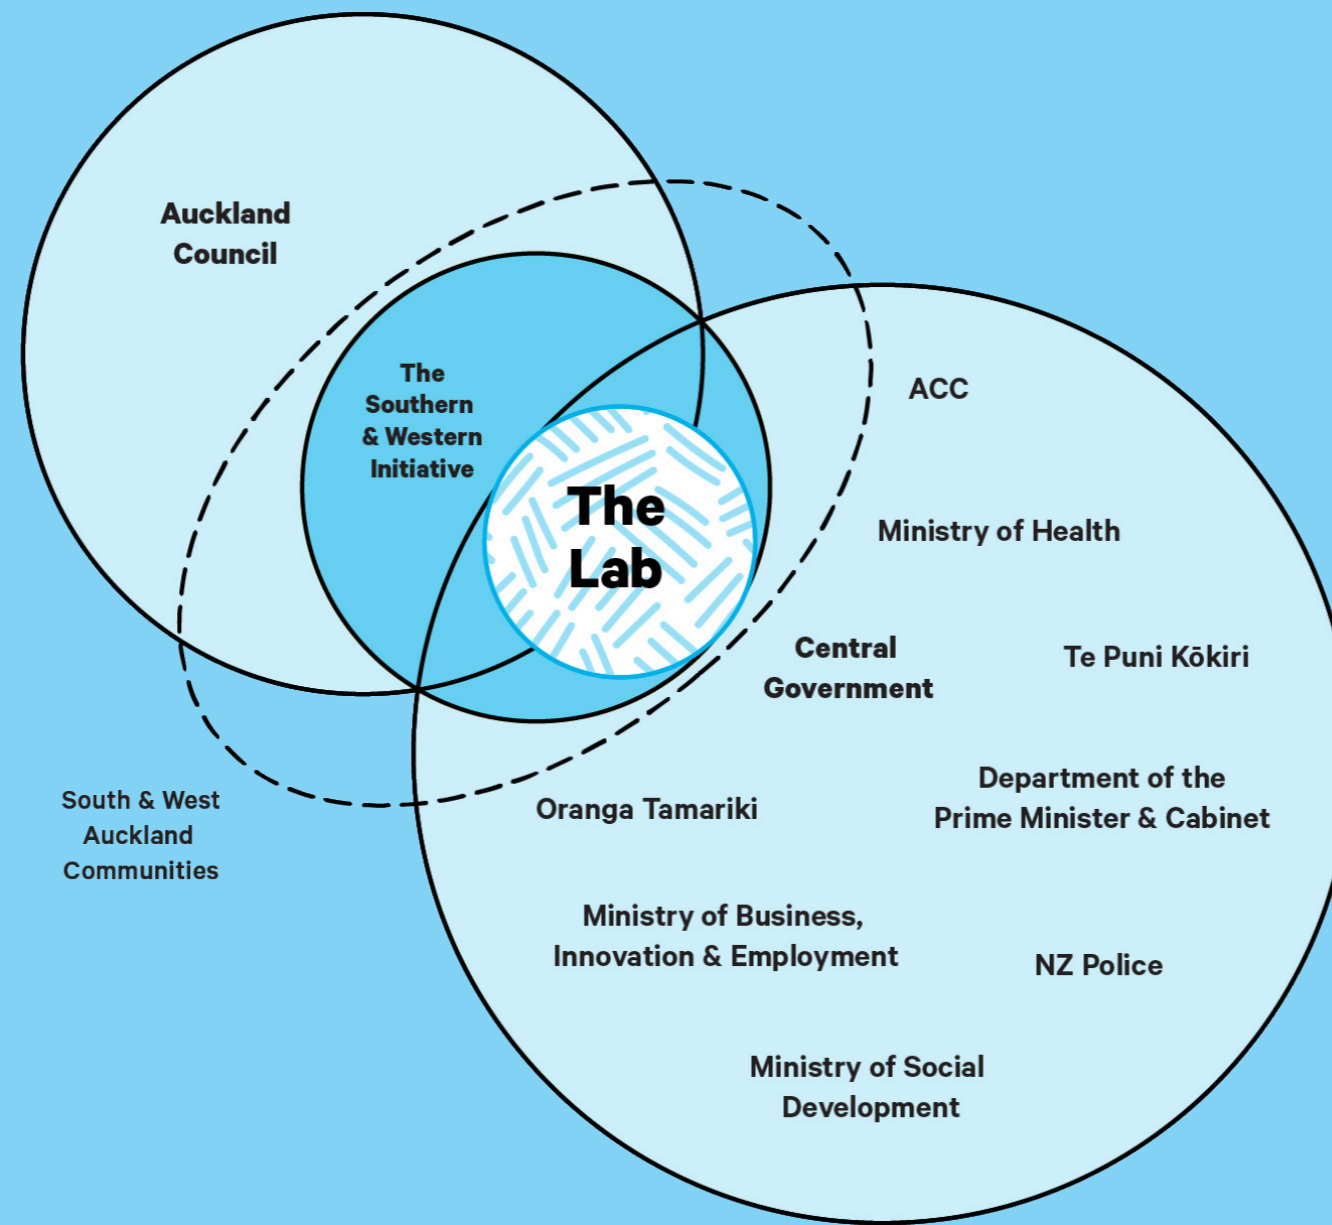 Auckland
Council
The
Southern
& Western
Initiative
The
Lab
ACC
Ministry of Health
Central
Government
Te Puni Kōkiri
Department of the
Prime Minister & Cabinet
Oranga Tamariki
South & West
Auckland
Communities
Ministry of Business,
Innovation & Employment
NZ Police
Ministry of Social
Development